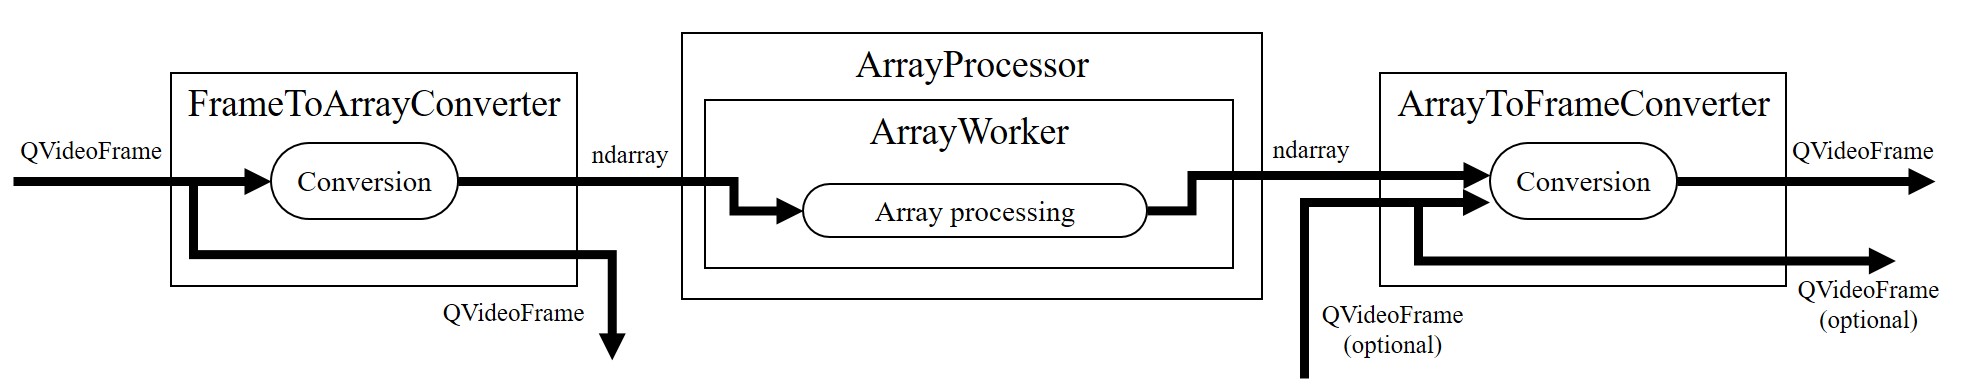 QVideoFrame
FrameToArrayConverter
Conversion
QVideoFrame
ndarray
ArrayProcessor
ArrayWorker
Array processing
ndarray
QVideoFrame
(optional)
ArrayToFrameConverter
Conversion
QVideoFrame
QVideoFrame
(optional)